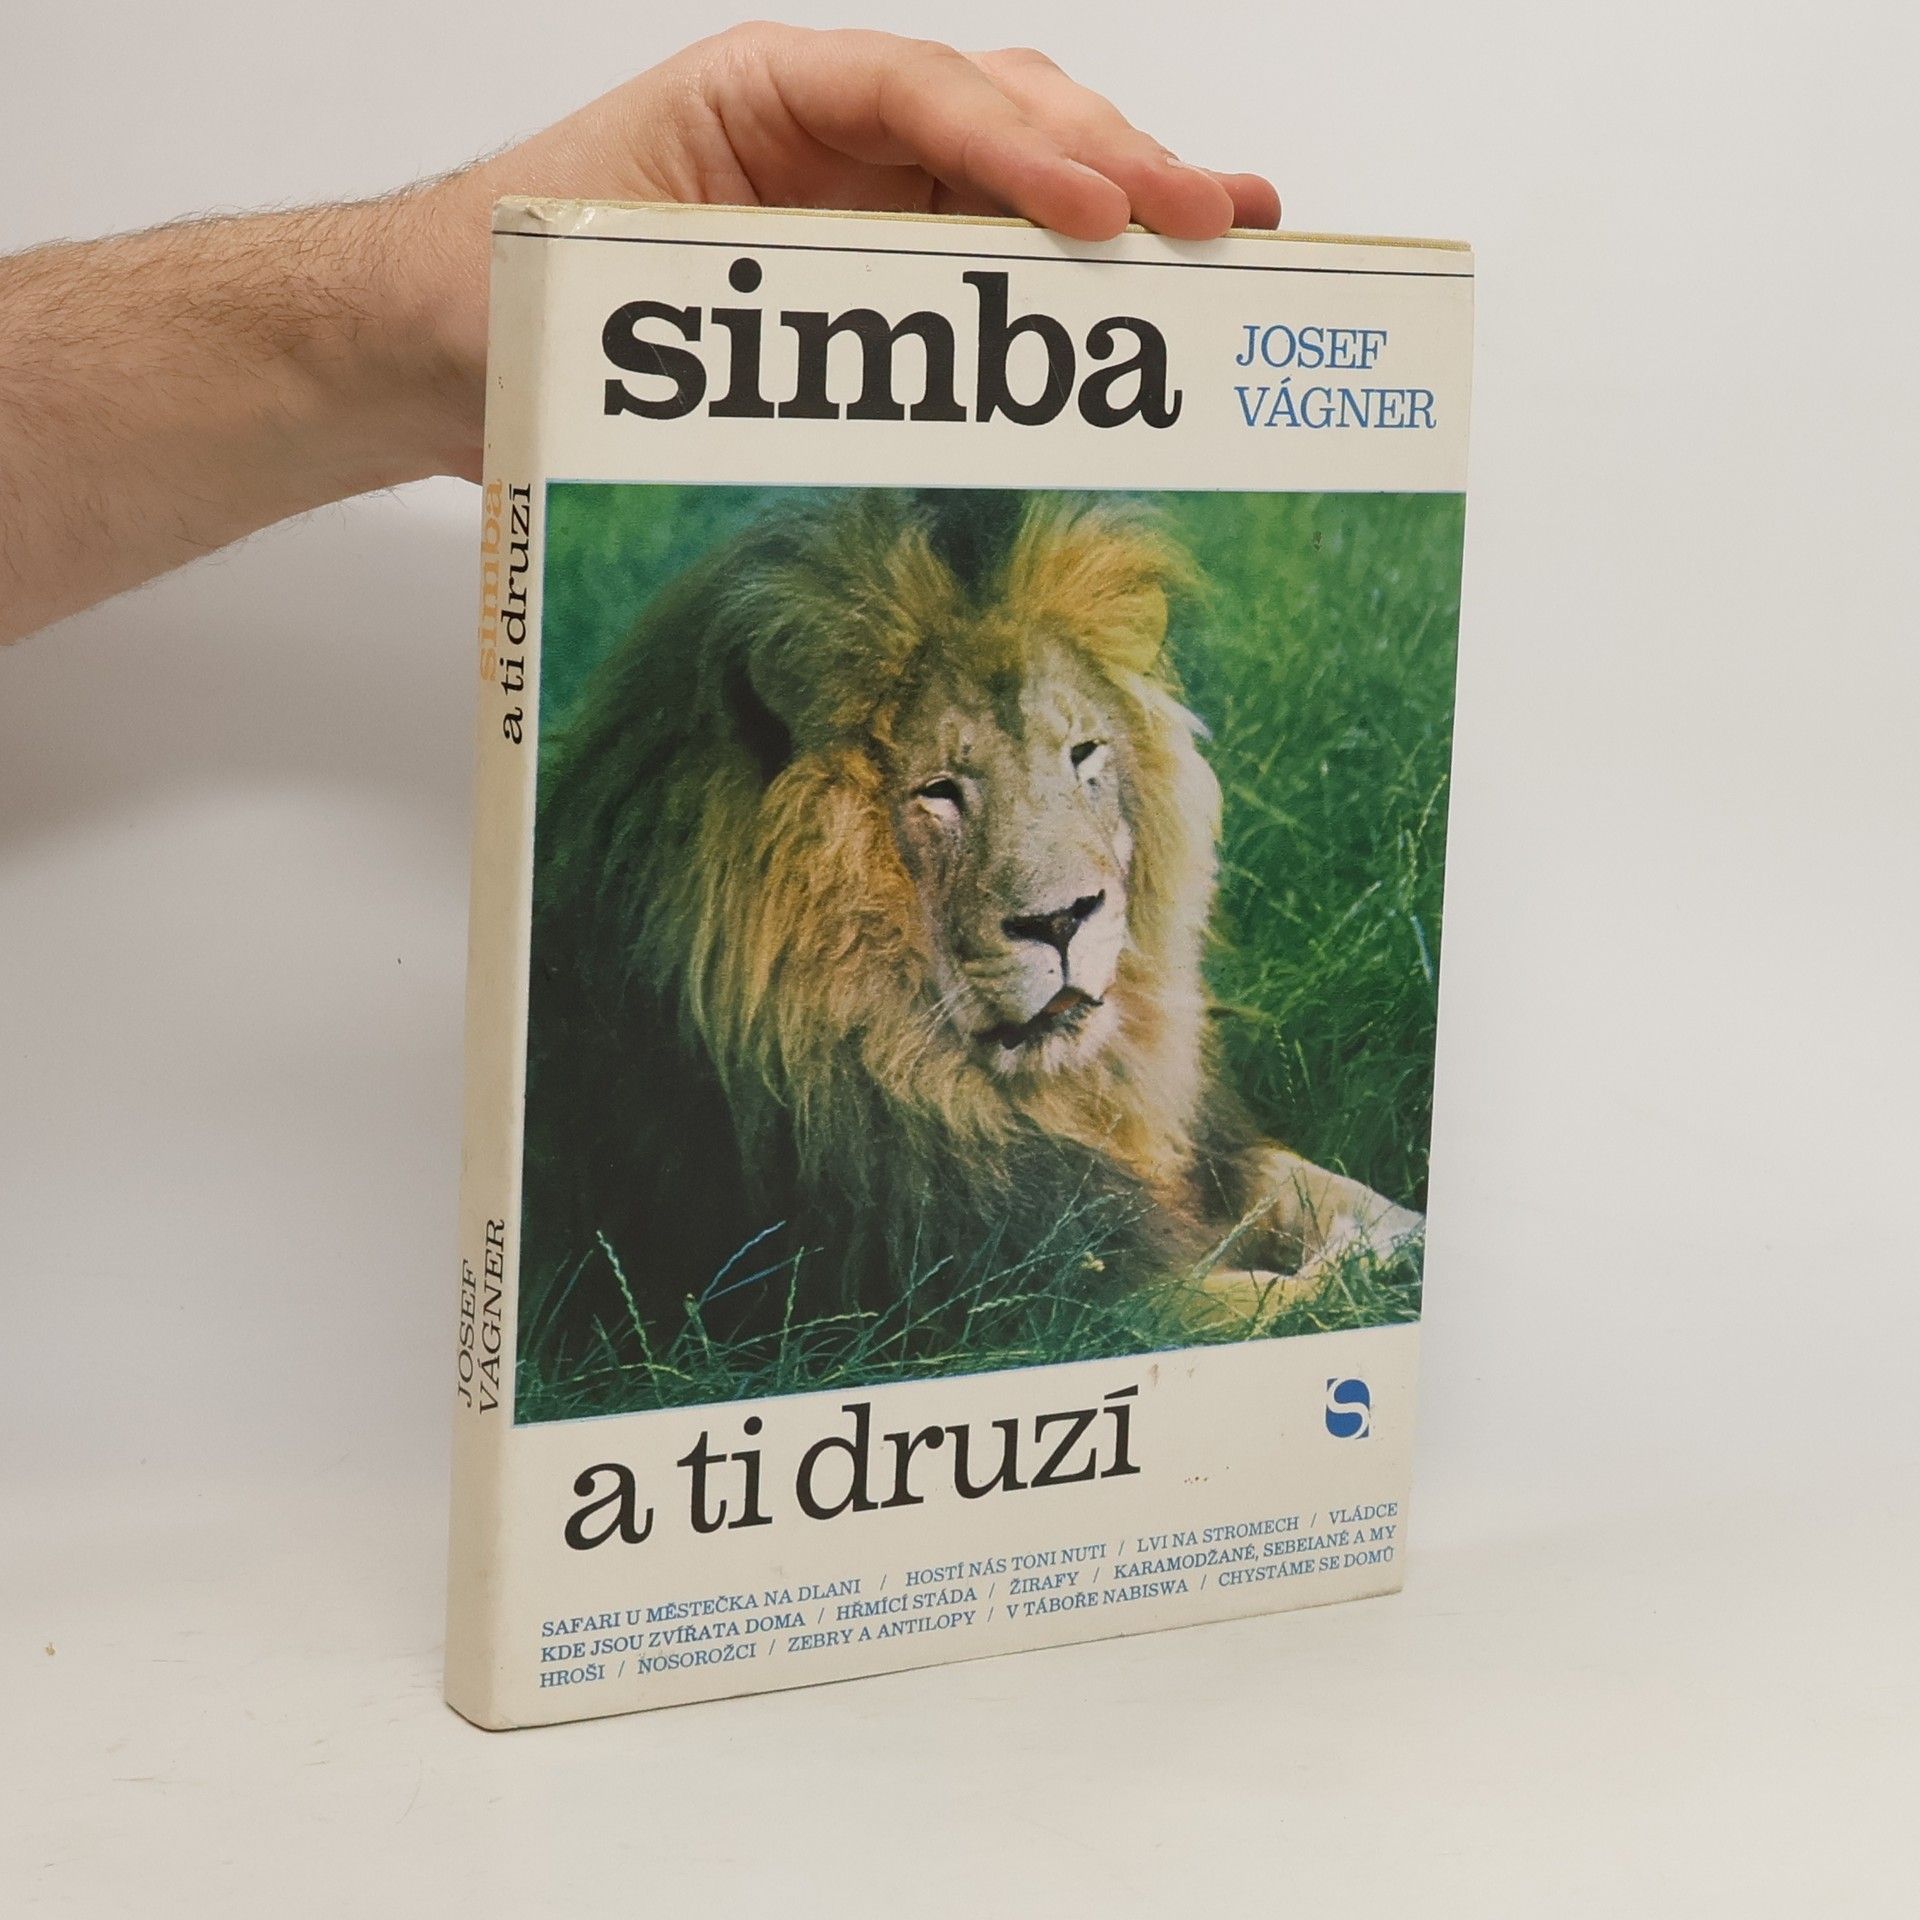 simba
JOSEF
VÁGNER
simba
a ti druzí
JOSEF
VÁGNER
a ti druzí
S
SAFARI U MĚSTEČKA NA DLANI / HOSTÍ NÁS TONI NUTI / LVI NA STROMECH / VLÁDCE
KDE JSOU ZVÍŘATA DOMA / HŘMÍCÍ STÁDA / ŽIRAFY / KARAMODŽANÉ, SEBEIANÉ A MY
HROŠI / NOSOROŽCI / ZEBRY A ANTILOPY / V TÁBOŘE NABISWA / CHYSTÁME SE DOMŮ